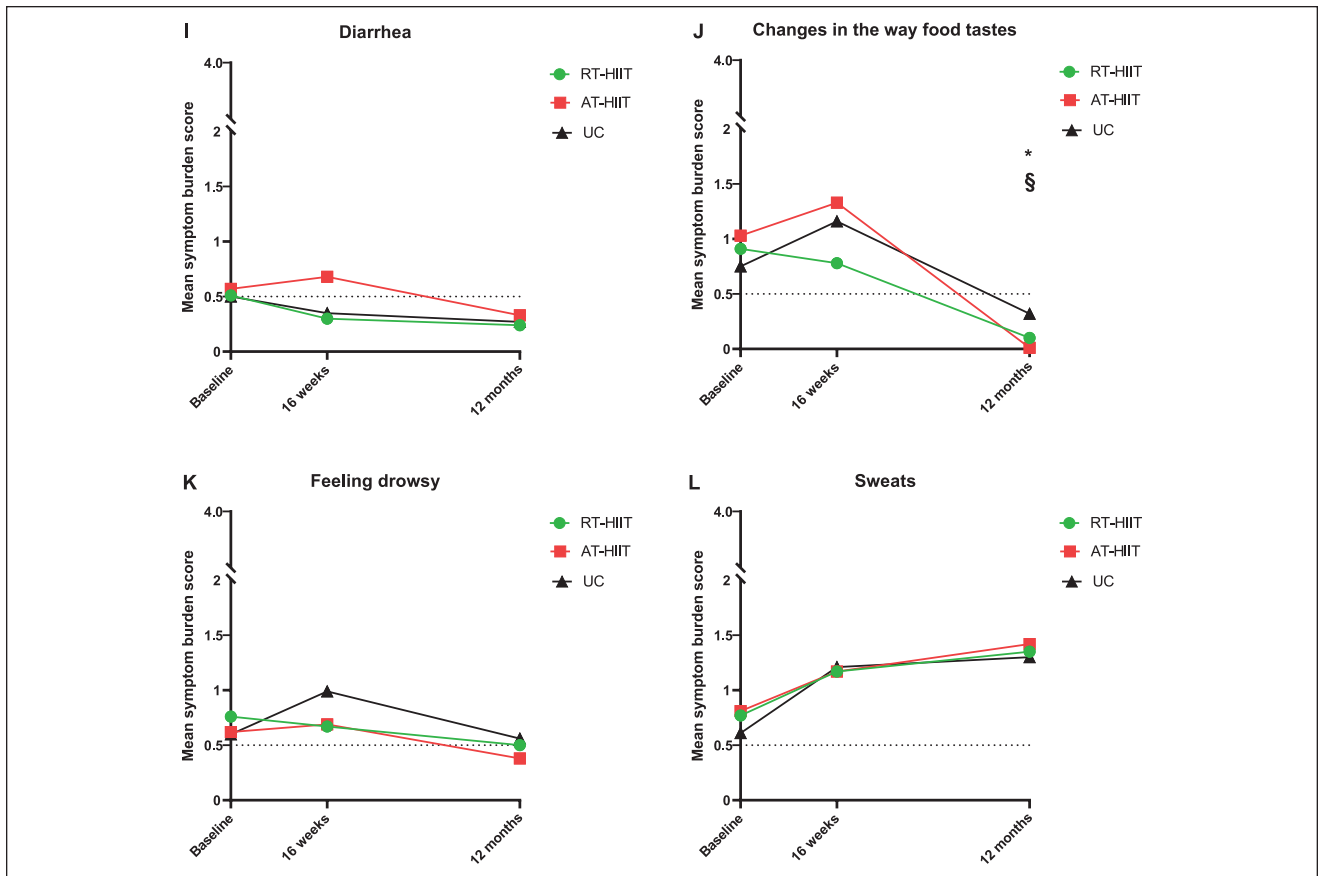 I
Diarrhea
Mean symptom burden score
4.0
2
1.5
1
0.5
0
Baseline
16 weeks
12 months
RT-HIIT
AT-HIIT
UC
J
Changes in the way food tastes
Mean symptom burden score
4.0
2
1.5
1
0.5
0
Baseline
16 weeks
12 months
*
§
RT-HIIT
AT-HIIT
UC
K
Feeling drowsy
Mean symptom burden score
4.0
2
1.5
1
0.5
0
Baseline
16 weeks
12 months
RT-HIIT
AT-HIIT
UC
L
Sweats
Mean symptom burden score
4.0
2
1.5
1
0.5
0
Baseline
16 weeks
12 months
RT-HIIT
AT-HIIT
UC